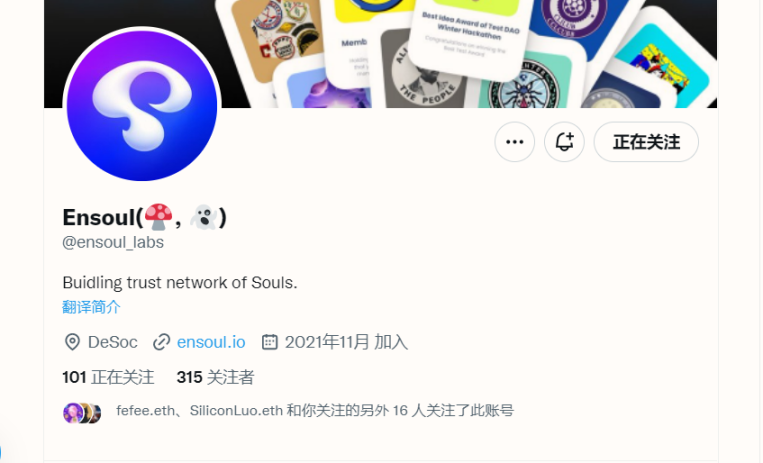 Best Idea Award of Test DAO
Winter Hackathon
Congratulations on winning the
Best Test Award
Memb
THE PEOPLE
正在关注
Ensoul(🍄, 👻)
@ensoul_labs
Buidling trust network of Souls.
翻译简介
DeSoc ensoul.io 2021年11月 加入
101 正在关注 315 关注者
fefee.eth、SiliconLuo.eth 和你关注的另外 16 人关注了此账号